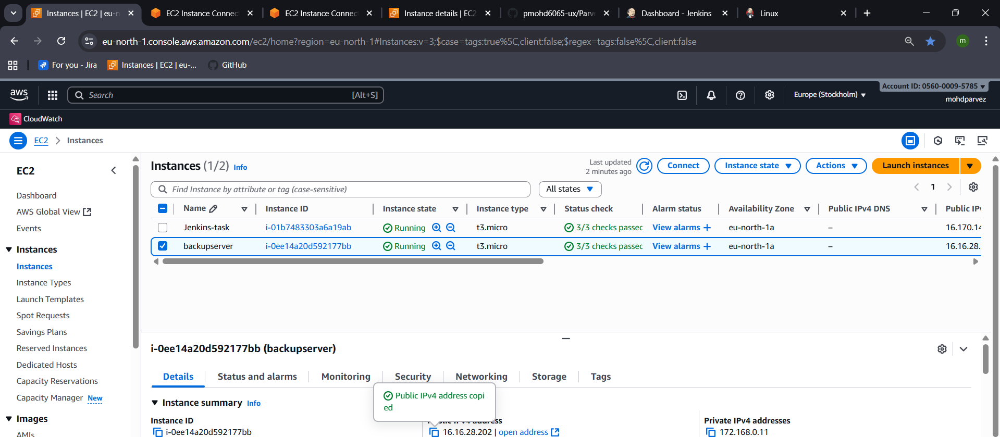 Instances | EC2 | eu-n
EC2 Instance Connec
EC2 Instance Connec
Instance details | EC2
pmohd6065-ux/Parv
Dashboard - Jenkins
Linux
eu-north-1.console.aws.amazon.com/ec2/home?region=eu-north-1#Instances:v=3;$case=tags:true%5C,client:false;$regex=tags:false%5C,client:false
m
For you - Jira
Instances | EC2 | eu-...
GitHub
aws
Search
[Alt+S]
Europe (Stockholm)
Account ID: 0560-0009-5785
mohdparvez
CloudWatch
EC2
Instances
EC2
Dashboard
AWS Global View
Events
Instances
Instances
Instance Types
Launch Templates
Spot Requests
Savings Plans
Reserved Instances
Dedicated Hosts
Capacity Reservations
Capacity Manager New
Images
AMIs
Instances (1/2) Info
Last updated
2 minutes ago
Connect
Instance state
Actions
Launch instances
Find Instance by attribute or tag (case-sensitive)
All states
1
Name Instance ID Instance state Instance type Status check Alarm status Availability Zone Public IPv4 DNS Public IPv
Jenkins-task i-01b7483303a6a19ab Running t3.micro 3/3 checks passed View alarms + eu-north-1a – 16.170.14
backupserver i-0ee14a20d592177bb Running t3.micro 3/3 checks passed View alarms + eu-north-1a – 16.16.28.
i-0ee14a20d592177bb (backupserver)
Details
Status and alarms
Monitoring
Security
Networking
Storage
Tags
Public IPv4 address copi
ed
Instance summary Info
Instance ID
i-0ee14a20d592177bb
Public IPv4 address
16.16.28.202 | open address
Private IPv4 addresses
172.168.0.11